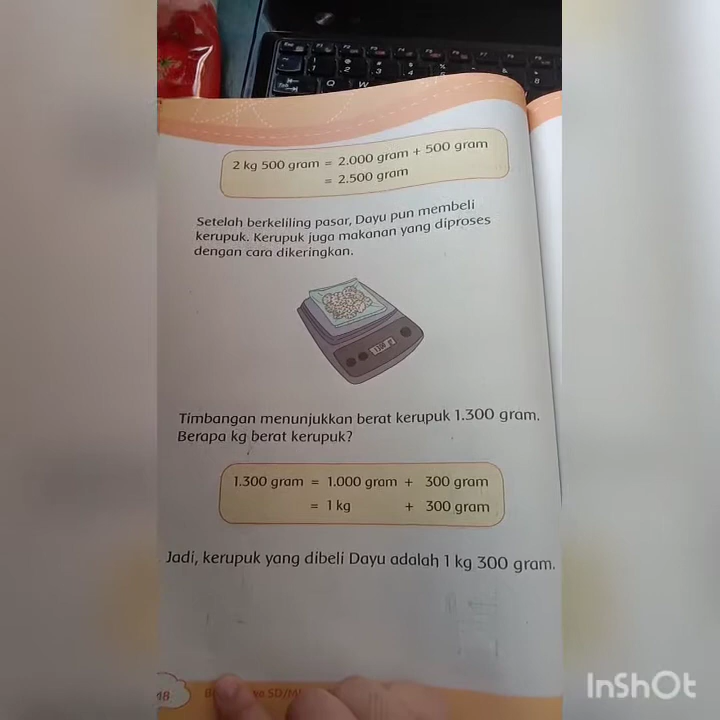 2 kg 500 gram = 2.000 gram + 500 gram
= 2.500 gram
Setelah berkeliling pasar, Dayu pun membeli
kerupuk. Kerupuk juga makanan yang diproses
dengan cara dikeringkan.
Timbangan menunjukkan berat kerupuk 1.300 gram.
Berapa kg berat kerupuk?
1.300 gram = 1.000 gram + 300 gram
= 1 kg + 300 gram
Jadi, kerupuk yang dibeli Dayu adalah 1 kg 300 gram.
48
InShOt